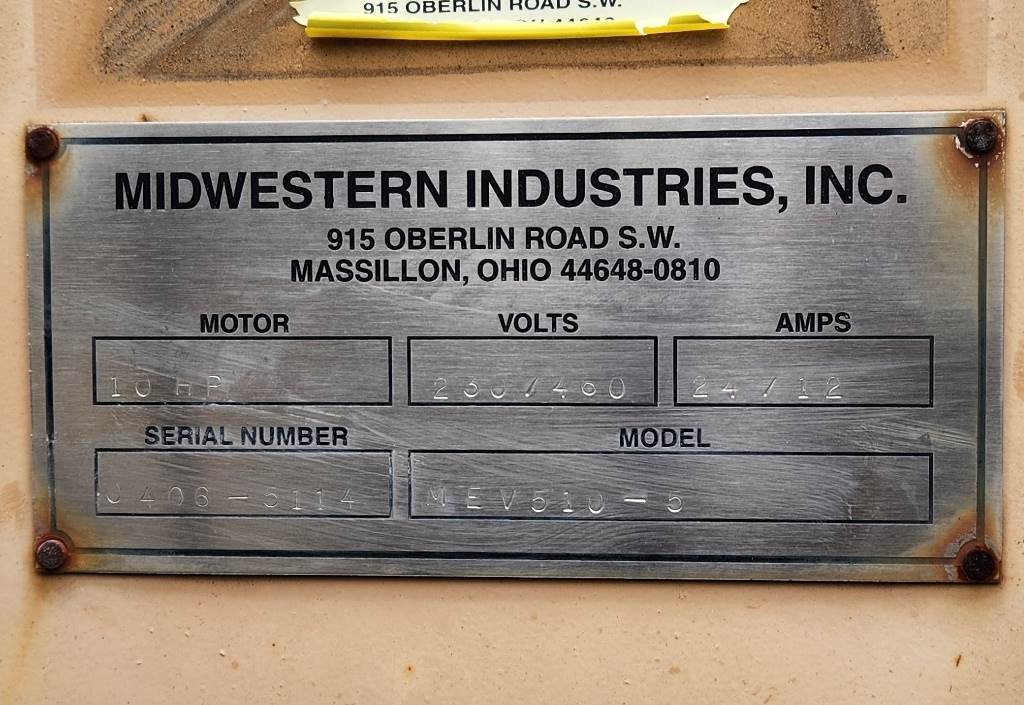 915 OBERLIN ROAD S.W.
MIDWESTERN INDUSTRIES, INC.
915 OBERLIN ROAD S.W.
MASSILLON, OHIO 44648-0810
MOTOR VOLTS AMPS
10 HP 230/460 24/12
SERIAL NUMBER MODEL
0406-5114 MEV510-5